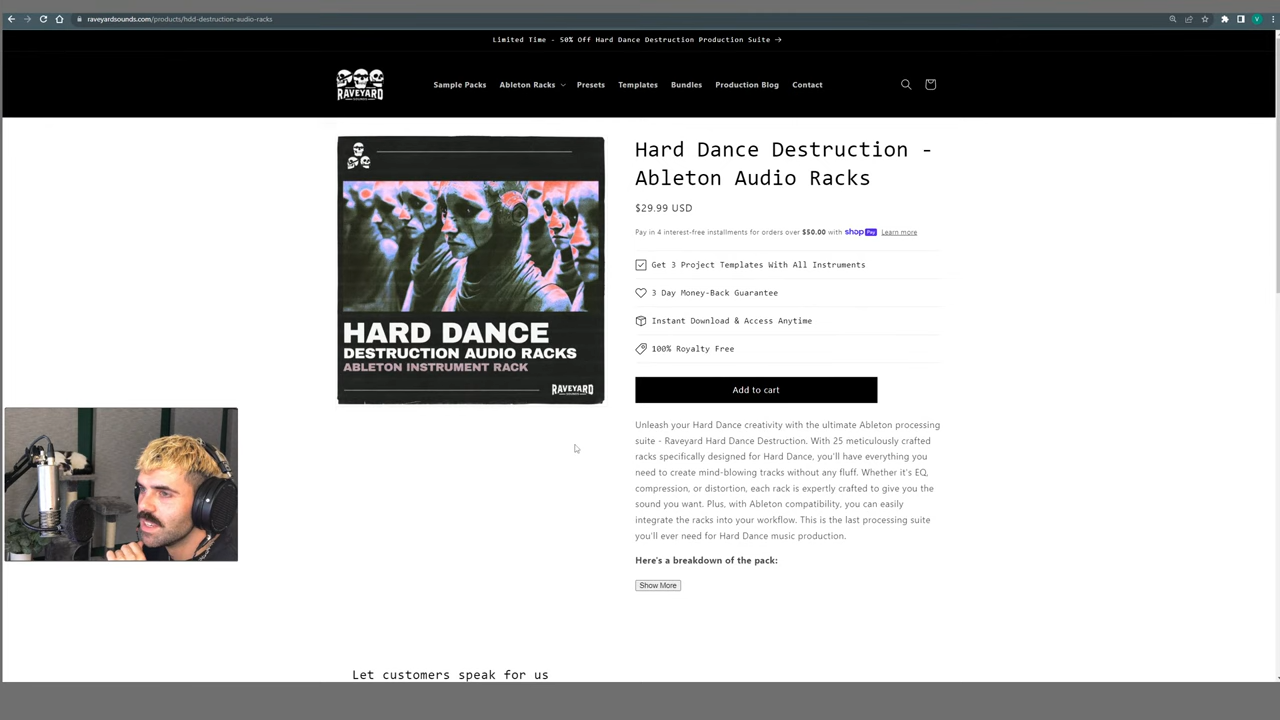 raveyardsounds.com/products/hdd-destruction-audio-racks
Limited Time - 50% Off Hard Dance Destruction Production Suite →
RAVEYARD
SOUNDS
Sample Packs
Ableton Racks
Presets
Templates
Bundles
Production Blog
Contact
HARD DANCE
DESTRUCTION AUDIO RACKS
ABLETON INSTRUMENT RACK
RAVEYARD
SOUNDS
Hard Dance Destruction -
Ableton Audio Racks
$29.99 USD
Pay in 4 interest-free installments for orders over $50.00 with shop Pay Learn more
Get 3 Project Templates With All Instruments
3 Day Money-Back Guarantee
Instant Download & Access Anytime
100% Royalty Free
Add to cart
Unleash your Hard Dance creativity with the ultimate Ableton processing
suite - Raveyard Hard Dance Destruction. With 25 meticulously crafted
racks specifically designed for Hard Dance, you'll have everything you
need to create mind-blowing tracks without any fluff. Whether it's EQ,
compression, or distortion, each rack is expertly crafted to give you the
sound you want. Plus, with Ableton compatibility, you can easily
integrate the racks into your workflow. This is the last processing suite
you'll ever need for Hard Dance music production.
Here's a breakdown of the pack:
Show More
Let customers speak for us